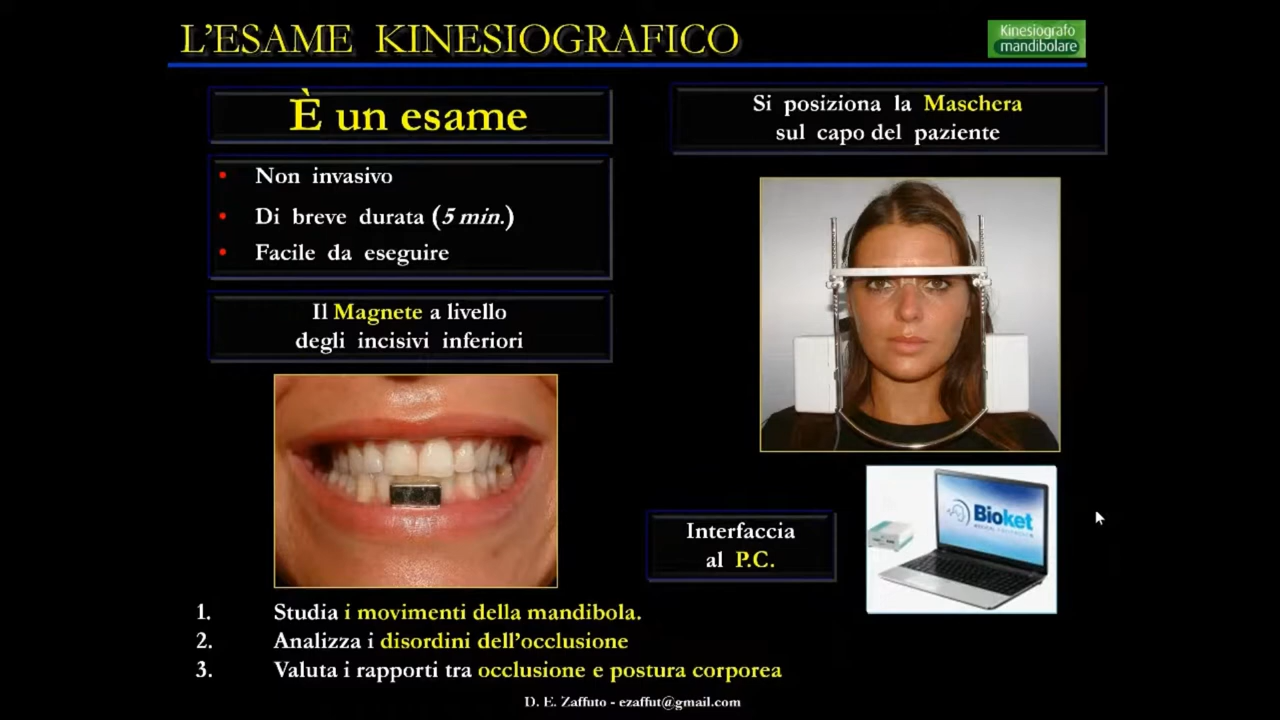 L'ESAME KINESIOGRAFICO
Kinesiografo
mandibolare
È un esame
• Non invasivo
• Di breve durata (5 min.)
• Facile da eseguire
Il Magnete a livello
degli incisivi inferiori
Si posiziona la Maschera
sul capo del paziente
Interfaccia
al P.C.
Bioket
1. Studia i movimenti della mandibola.
2. Analizza i disordini dell'occlusione
3. Valuta i rapporti tra occlusione e postura corporea
D. E. Zaffuto - ezaffut@gmail.com